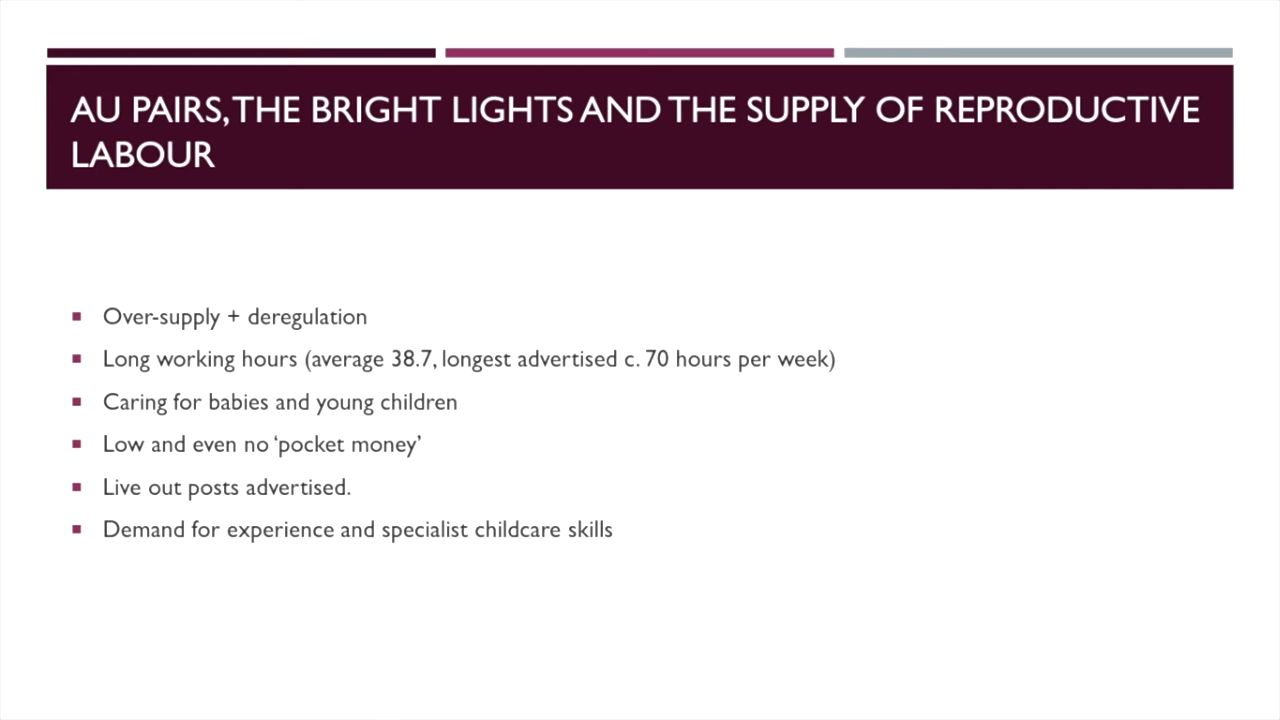 AU PAIRS, THE BRIGHT LIGHTS AND THE SUPPLY OF REPRODUCTIVE
LABOUR
Over-supply + deregulation
Long working hours (average 38.7, longest advertised c. 70 hours per week)
Caring for babies and young children
Low and even no ‘pocket money’
Live out posts advertised.
Demand for experience and specialist childcare skills